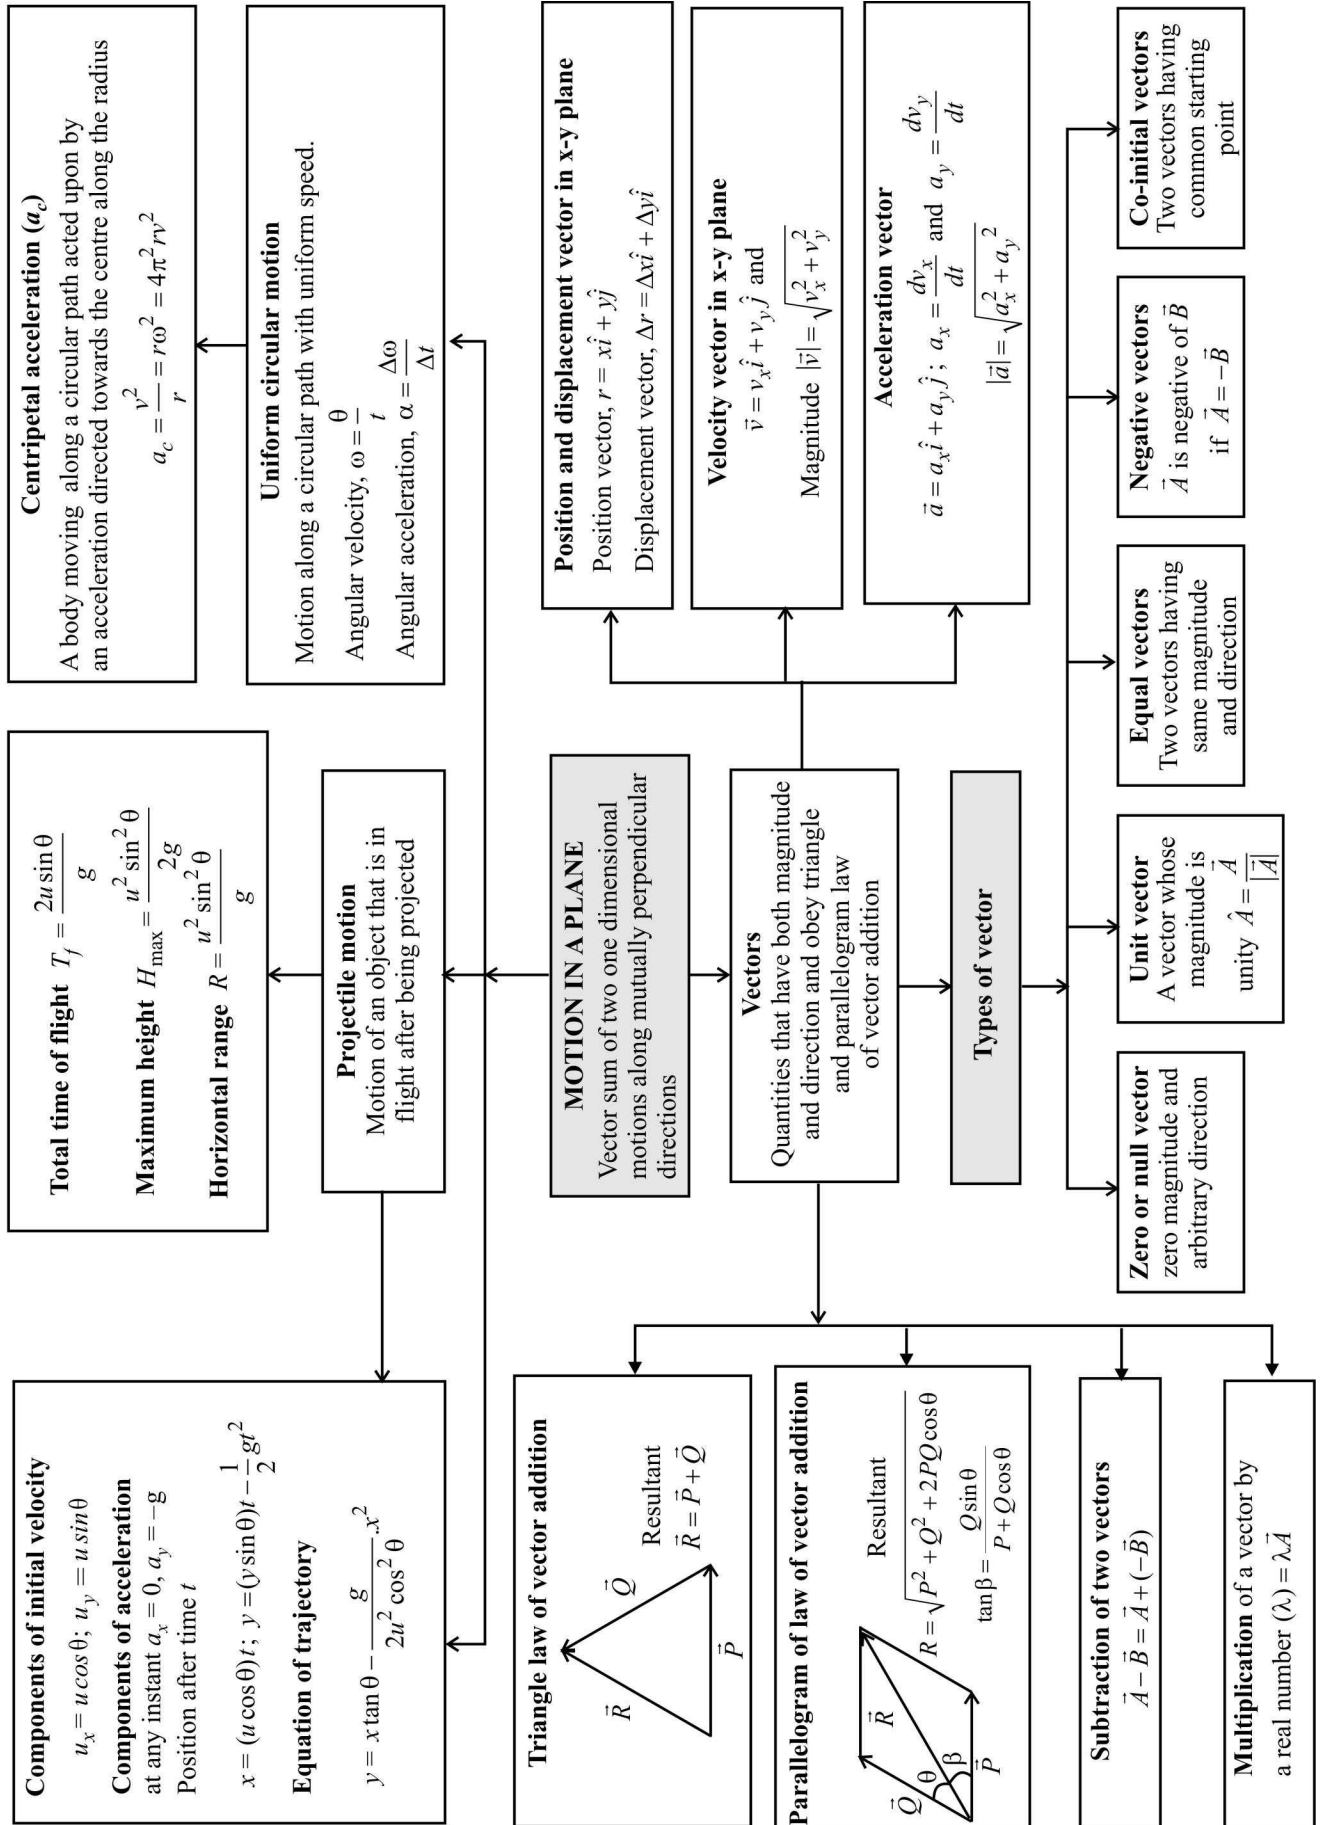 Components of initial velocity
u_x = u cos θ; u_y = u sinθ
Components of acceleration
at any instant a_x = 0, a_y = −g
Position after time t
x = (u cos θ) t; y = (y sin θ) t − 1/2 gt²
Equation of trajectory
y = x tan θ − g/(2u² cos² θ) .x²
Total time of flight T_f = 2u sin θ / g
Maximum height H_max = u² sin² θ / 2g
Horizontal range R = u² sin² θ / g
Projectile motion
Motion of an object that is in
flight after being projected
Centripetal acceleration (a_c)
A body moving along a circular path acted upon by
an acceleration directed towards the centre along the radius
a_c = v²/r = rω² = 4π² rv²
Uniform circular motion
Motion along a circular path with uniform speed.
Angular velocity, ω = θ/t
Angular acceleration, α = Δω/Δt
MOTION IN A PLANE
Vector sum of two one dimensional
motions along mutually perpendicular
directions
Vectors
Quantities that have both magnitude
and direction and obey triangle
and parallelogram law
of vector addition
Position and displacement vector in x-y plane
Position vector, r = xî + yĵ
Displacement vector, Δr = Δxî + Δyî
Velocity vector in x-y plane
v⃗ = v_x î + v_y ĵ and
Magnitude |v⃗| = √(v_x² + v_y²)
Acceleration vector
a⃗ = a_x î + a_y ĵ ; a_x = dv_x/dt and a_y = dv_y/dt
|a⃗| = √(a_x² + a_y²)
Triangle law of vector addition
R⃗
Q⃗
P⃗
Resultant
R⃗ = P⃗ + Q⃗
Parallelogram of law of vector addition
Q⃗
R⃗
θ
β
P⃗
Resultant
R = √(P² + Q² + 2PQ cos θ)
tan β = Q sin θ / (P + Q cos θ)
Subtraction of two vectors
A⃗ − B⃗ = A⃗ + (−B⃗)
Multiplication of a vector by
a real number (λ) = λA⃗
Types of vector
Zero or null vector
zero magnitude and
arbitrary direction
Unit vector
A vector whose
magnitude is
unity Â = A⃗/|A⃗|
Equal vectors
Two vectors having
same magnitude
and direction
Negative vectors
A⃗ is negative of B⃗
if A⃗ = −B⃗
Co-initial vectors
Two vectors having
common starting
point